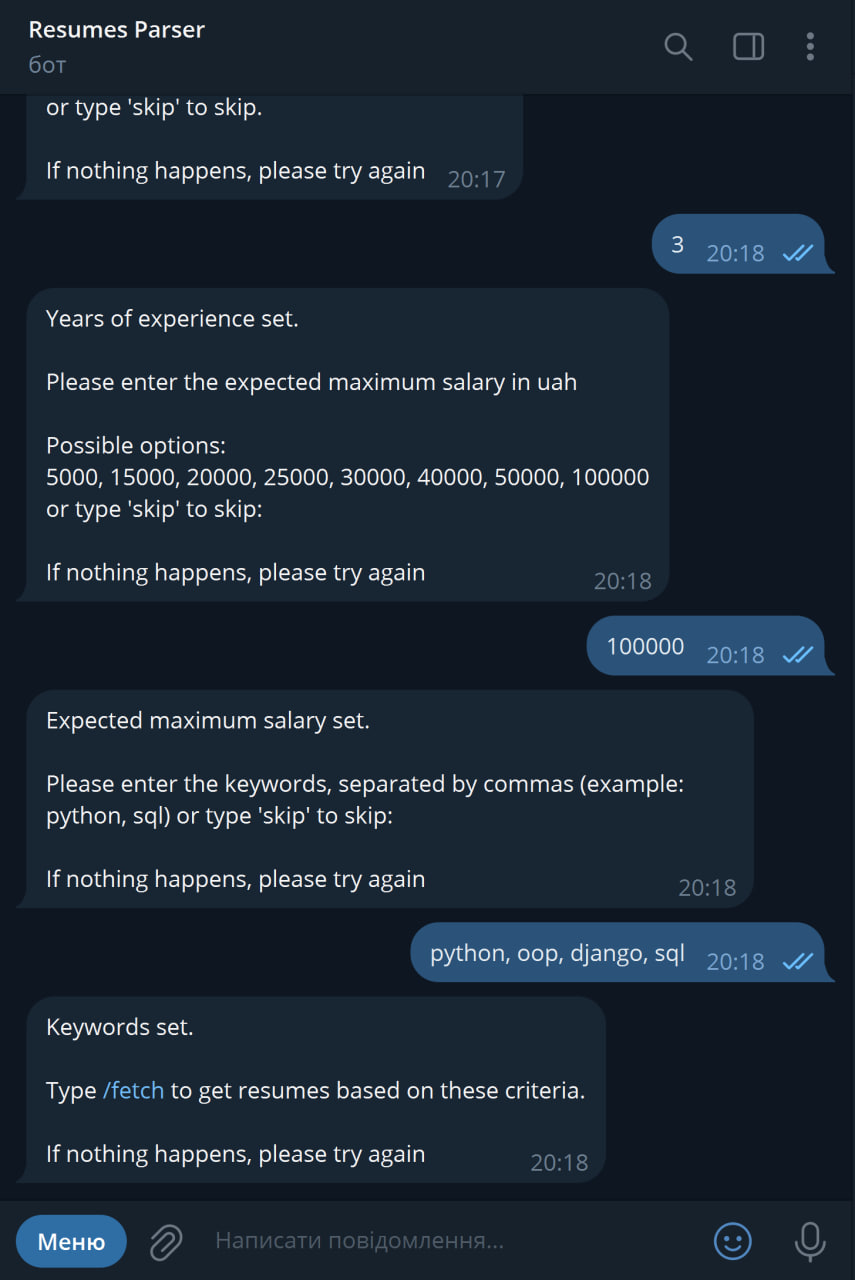 Resumes Parser
бот
or type 'skip' to skip.
If nothing happens, please try again 20:17
3 20:18
Years of experience set.
Please enter the expected maximum salary in uah
Possible options:
5000, 15000, 20000, 25000, 30000, 40000, 50000, 100000
or type 'skip' to skip:
If nothing happens, please try again 20:18
100000 20:18
Expected maximum salary set.
Please enter the keywords, separated by commas (example:
python, sql) or type 'skip' to skip:
If nothing happens, please try again 20:18
python, oop, django, sql 20:18
Keywords set.
Type /fetch to get resumes based on these criteria.
If nothing happens, please try again 20:18
Меню Написати повідомлення...